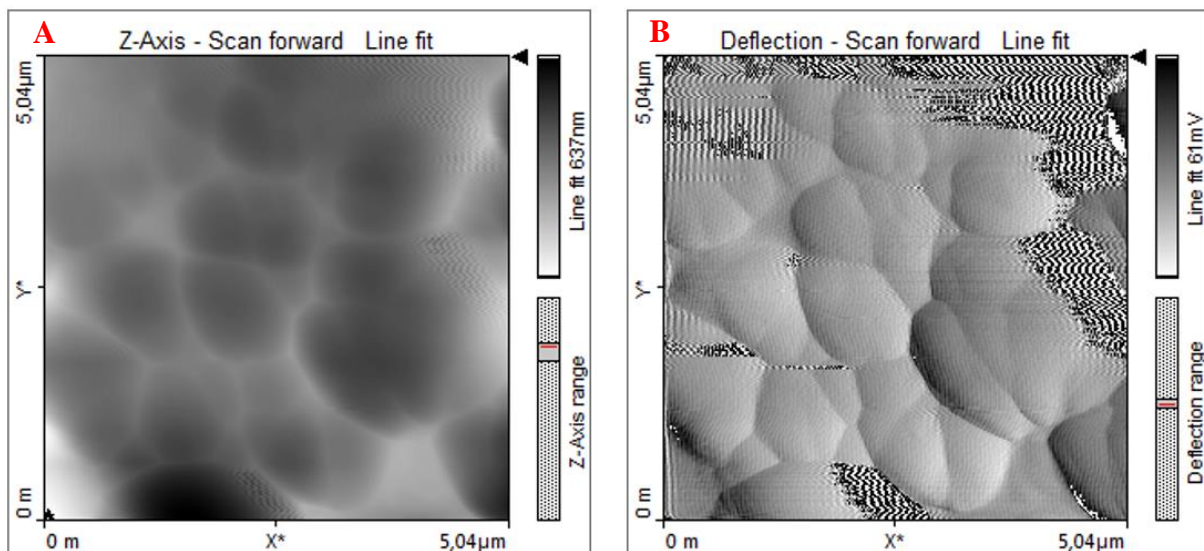 A
Z-Axis - Scan forward Line fit
5,04µm
Y*
0 m
0 m
X*
5,04µm
Line fit 637nm
Z-Axis range
B
Deflection - Scan forward Line fit
5,04µm
Y*
0 m
0 m
X*
5,04µm
Line fit 61mV
Deflection range